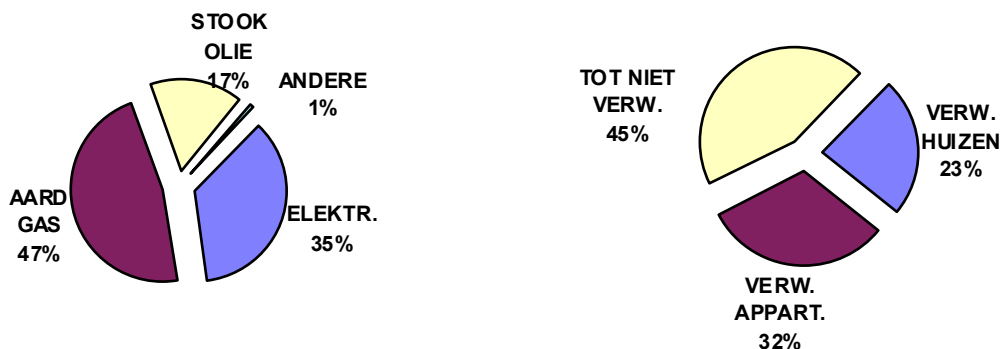 STOOK
OLIE
17%
ANDERE
1%
AARD
GAS
47%
ELEKTR.
35%
TOT NIET
VERW.
45%
VERW.
HUIZEN
23%
VERW.
APPART.
32%